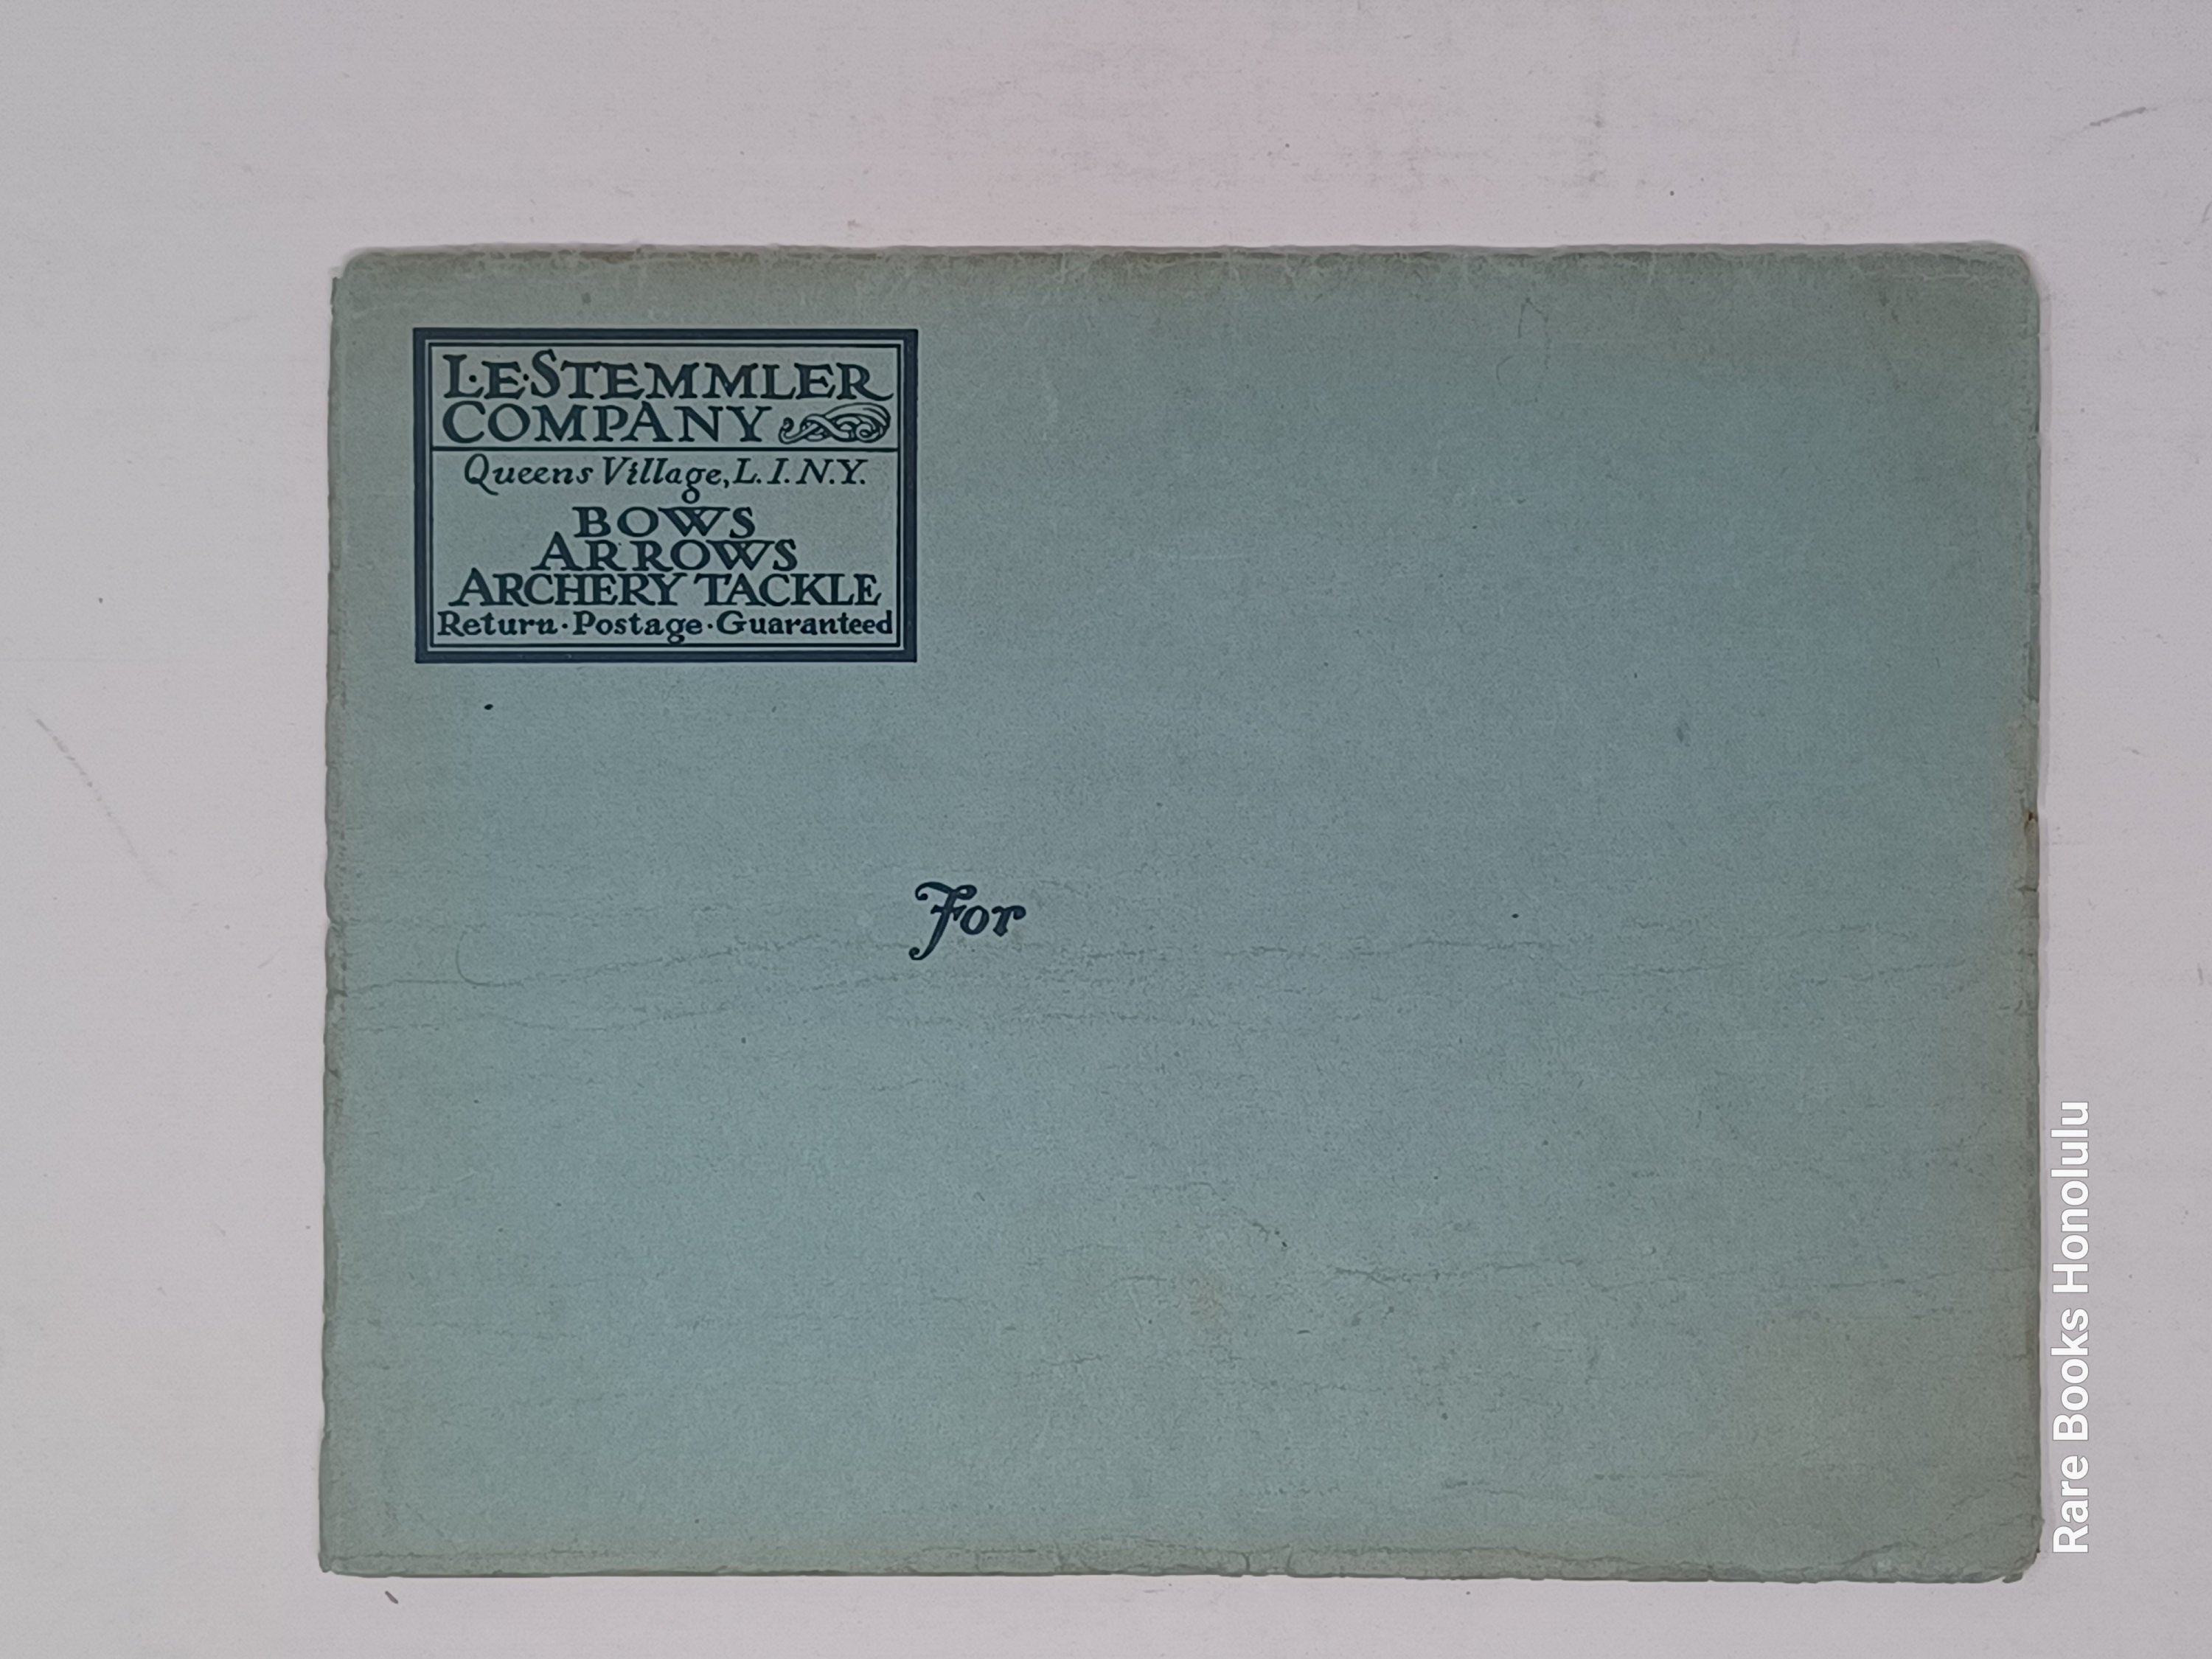 L·E·STEMMLER
COMPANY
Queens Village, L.I.N.Y.
BOWS
ARROWS
ARCHERY TACKLE
Return·Postage·Guaranteed
For
Rare Books Honolulu